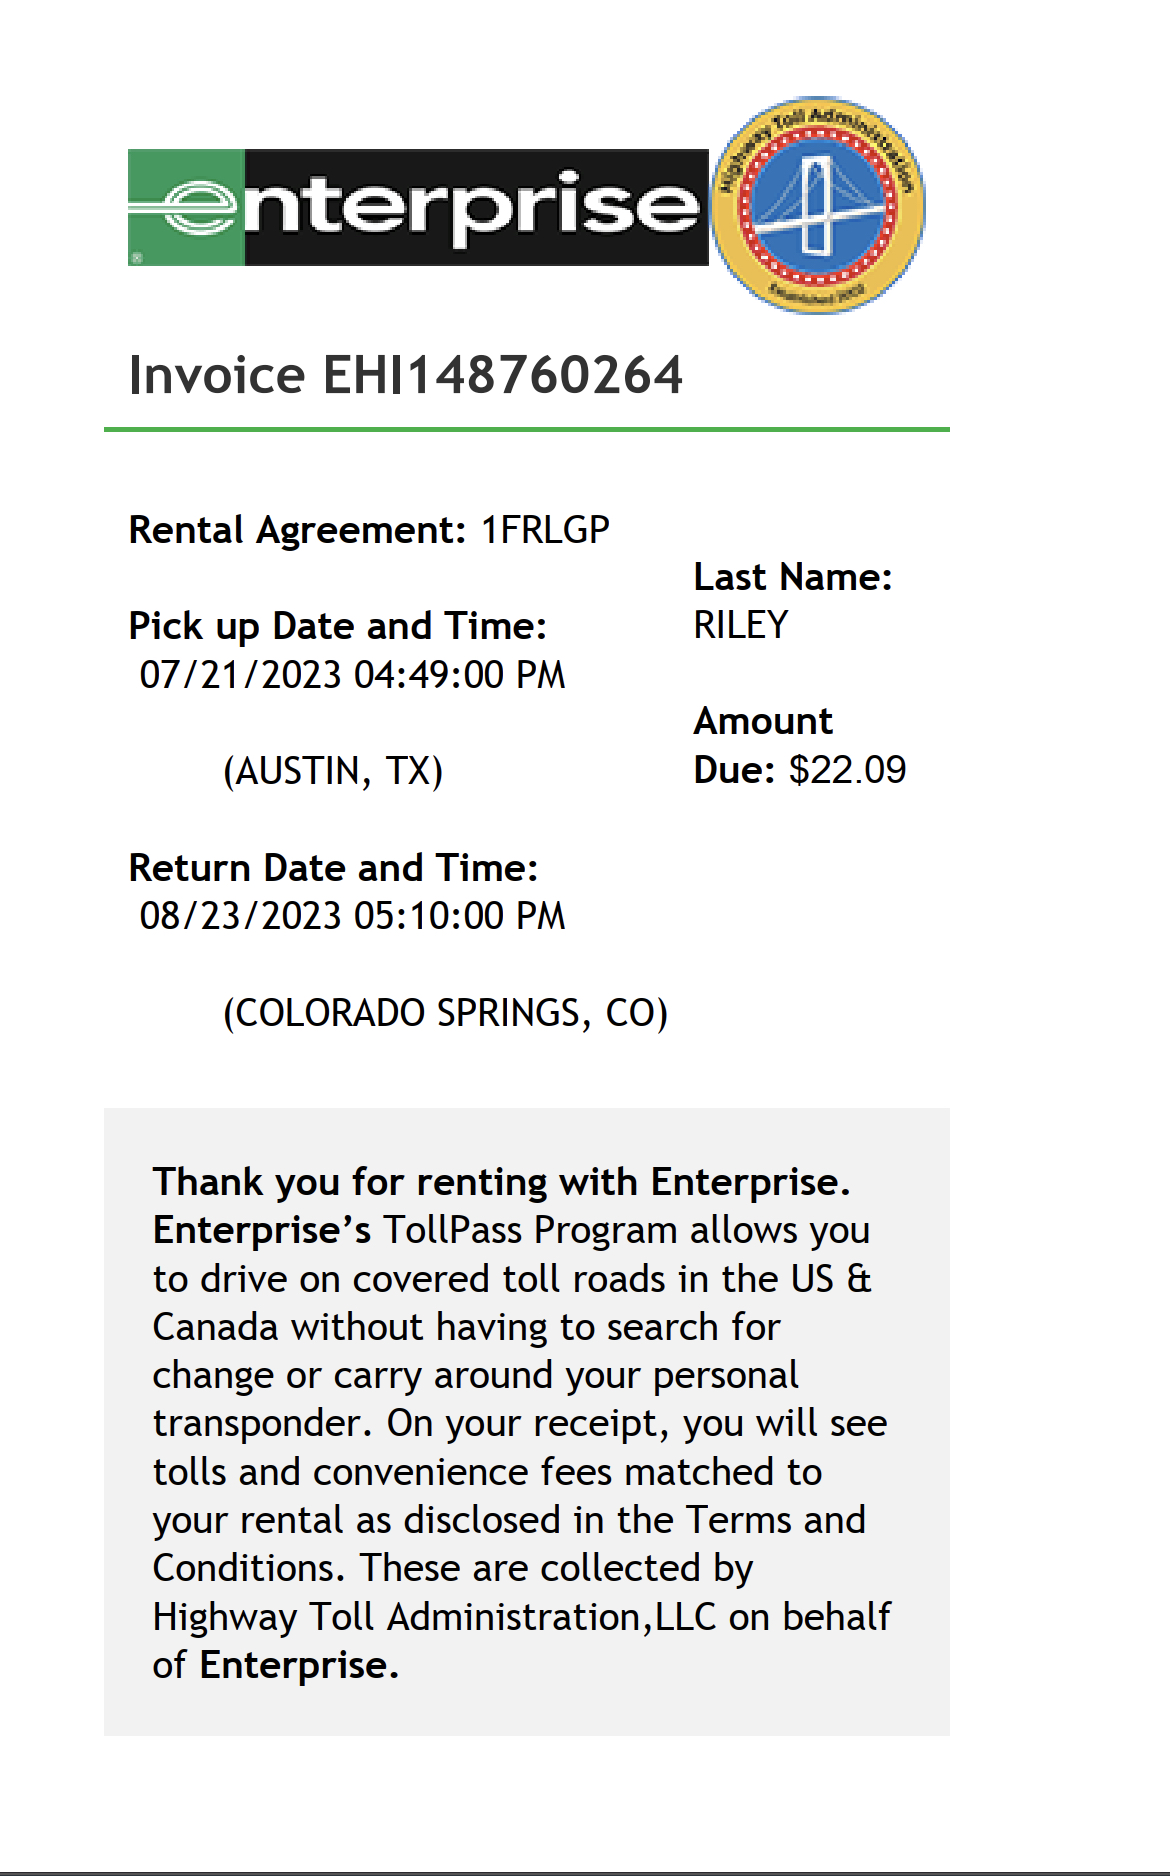 enterprise
®
Highway Toll Administration
Established 2003
Invoice EHI148760264
Rental Agreement: 1FRLGP
Pick up Date and Time:
07/21/2023 04:49:00 PM
(AUSTIN, TX)
Return Date and Time:
08/23/2023 05:10:00 PM
(COLORADO SPRINGS, CO)
Last Name:
RILEY
Amount
Due: $22.09
Thank you for renting with Enterprise.
Enterprise’s TollPass Program allows you
to drive on covered toll roads in the US &
Canada without having to search for
change or carry around your personal
transponder. On your receipt, you will see
tolls and convenience fees matched to
your rental as disclosed in the Terms and
Conditions. These are collected by
Highway Toll Administration,LLC on behalf
of Enterprise.